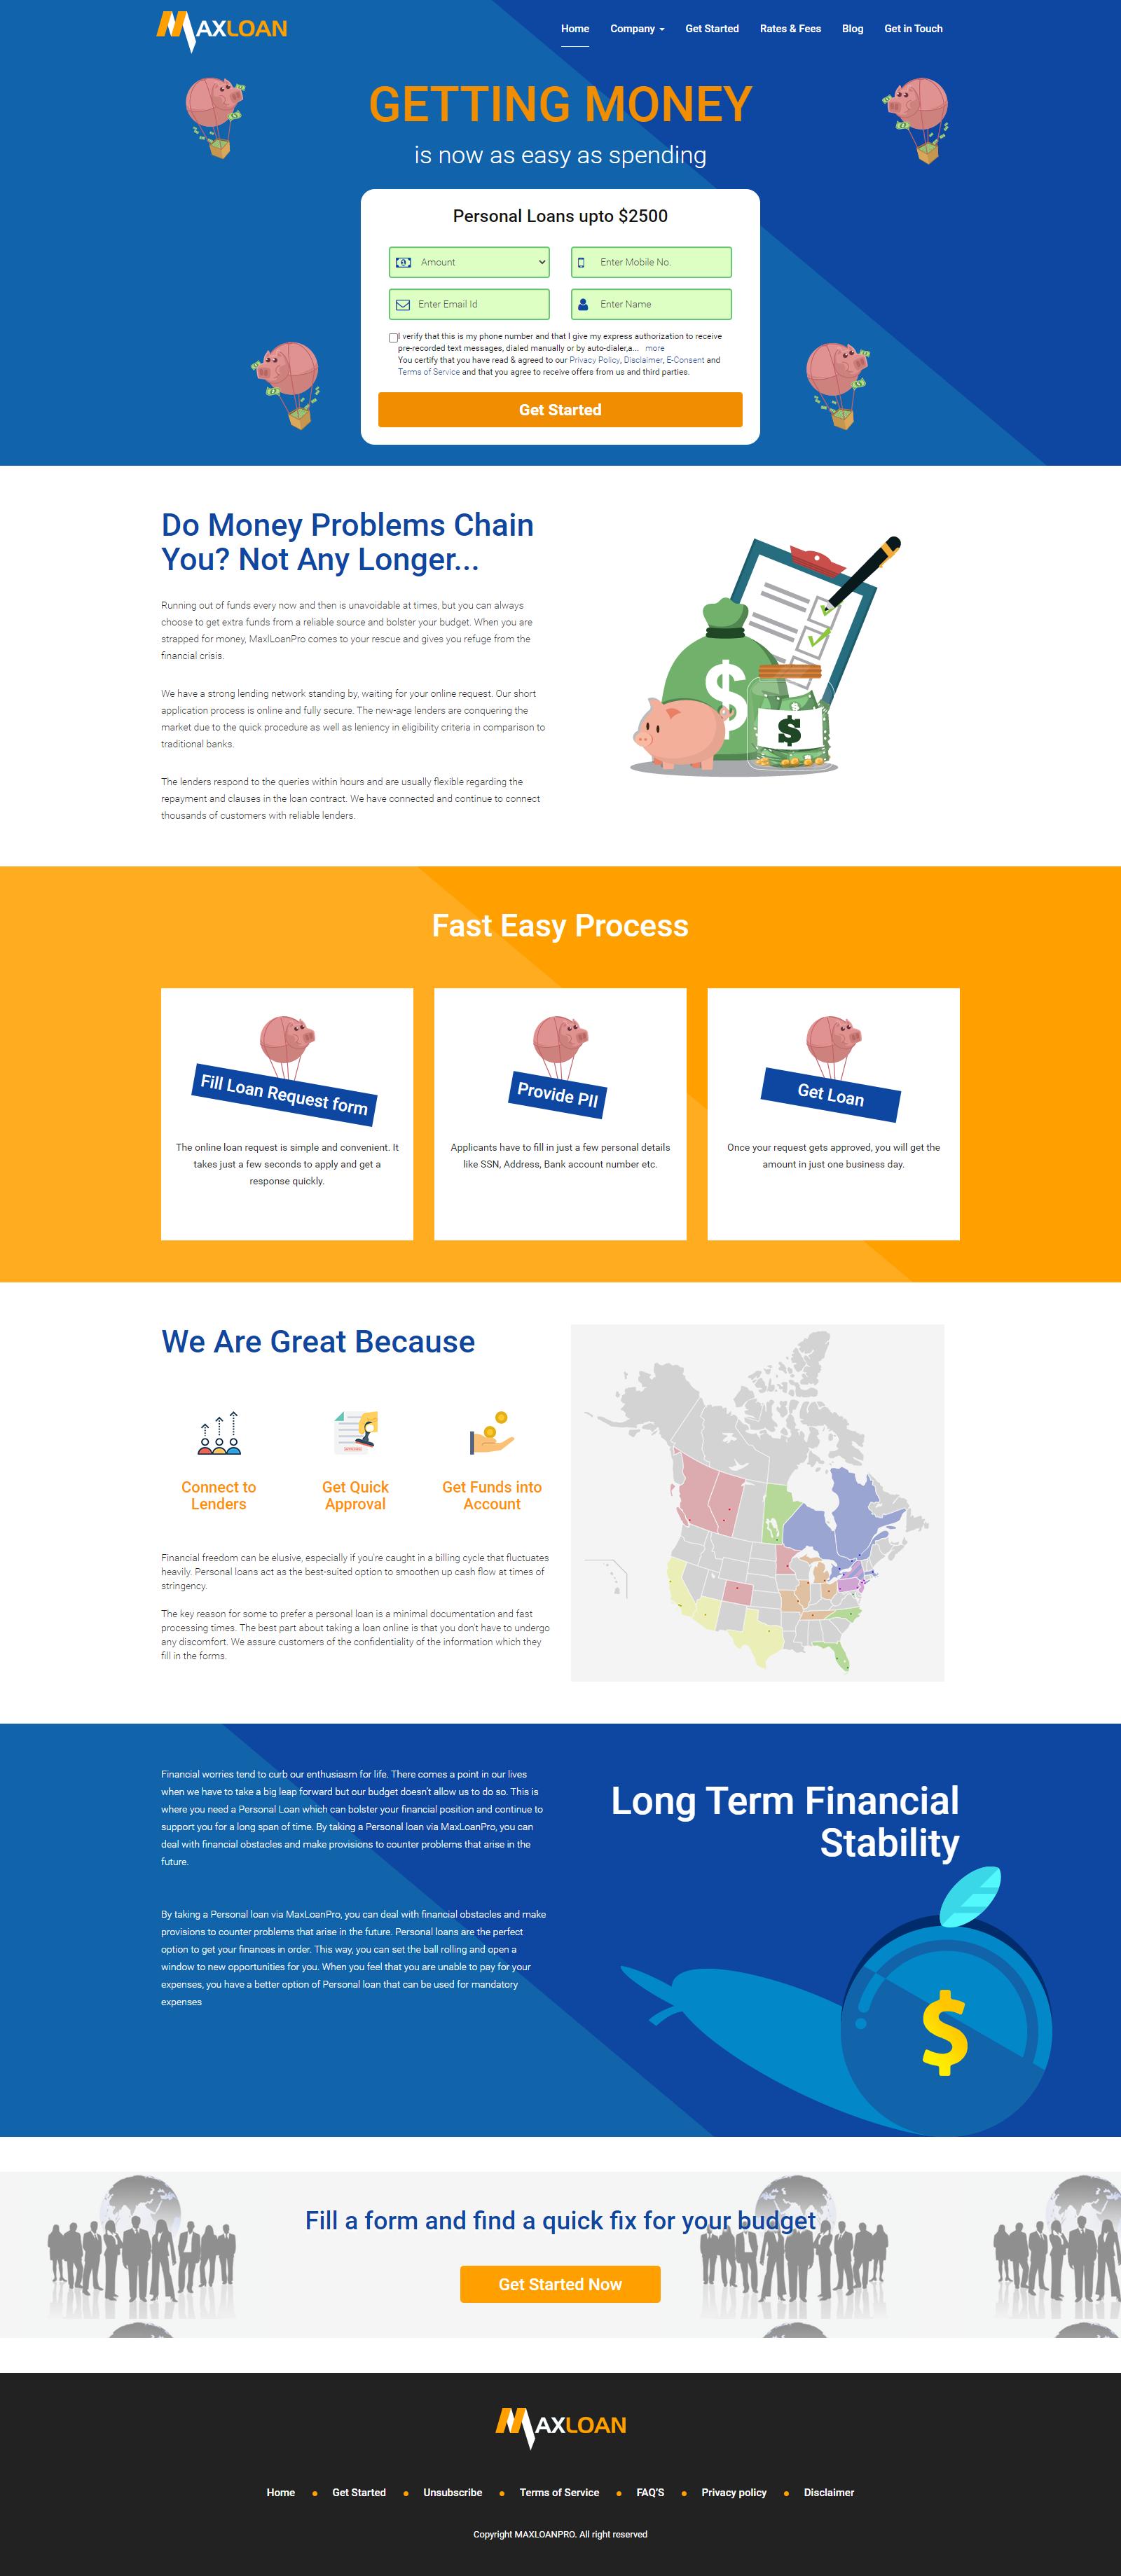 MAXLOAN
Home Company Get Started Rates & Fees Blog Get in Touch
GETTING MONEY
is now as easy as spending
Personal Loans upto $2500
Amount
Enter Mobile No.
Enter Email Id
Enter Name
I verify that this is my phone number and that I give my express authorization to receive
pre-recorded text messages, dialed manually or by auto-dialer,a... more
You certify that you have read & agreed to our Privacy Policy, Disclaimer, E-Consent and
Terms of Service and that you agree to receive offers from us and third parties.
Get Started
Do Money Problems Chain
You? Not Any Longer...
Running out of funds every now and then is unavoidable at times, but you can always
choose to get extra funds from a reliable source and bolster your budget. When you are
strapped for money, MaxlLoanPro comes to your rescue and gives you refuge from the
financial crisis.
We have a strong lending network standing by, waiting for your online request. Our short
application process is online and fully secure. The new-age lenders are conquering the
market due to the quick procedure as well as leniency in eligibility criteria in comparison to
traditional banks.
The lenders respond to the queries within hours and are usually flexible regarding the
repayment and clauses in the loan contract. We have connected and continue to connect
thousands of customers with reliable lenders.
$
$
Fast Easy Process
Fill Loan Request form
The online loan request is simple and convenient. It
takes just a few seconds to apply and get a
response quickly.
Provide PII
Applicants have to fill in just a few personal details
like SSN, Address, Bank account number etc.
Get Loan
Once your request gets approved, you will get the
amount in just one business day.
We Are Great Because
Connect to
Lenders
Get Quick
Approval
Get Funds into
Account
Financial freedom can be elusive, especially if you're caught in a billing cycle that fluctuates
heavily. Personal loans act as the best-suited option to smoothen up cash flow at times of
stringency.
The key reason for some to prefer a personal loan is a minimal documentation and fast
processing times. The best part about taking a loan online is that you don't have to undergo
any discomfort. We assure customers of the confidentiality of the information which they
fill in the forms.
Financial worries tend to curb our enthusiasm for life. There comes a point in our lives
when we have to take a big leap forward but our budget doesn't allow us to do so. This is
where you need a Personal Loan which can bolster your financial position and continue to
support you for a long span of time. By taking a Personal loan via MaxLoanPro, you can
deal with financial obstacles and make provisions to counter problems that arise in the
future.
By taking a Personal loan via MaxLoanPro, you can deal with financial obstacles and make
provisions to counter problems that arise in the future. Personal loans are the perfect
option to get your finances in order. This way, you can set the ball rolling and open a
window to new opportunities for you. When you feel that you are unable to pay for your
expenses, you have a better option of Personal loan that can be used for mandatory
expenses
Long Term Financial
Stability
$
Fill a form and find a quick fix for your budget
Get Started Now
MAXLOAN
Home Get Started Unsubscribe Terms of Service FAQ'S Privacy policy Disclaimer
Copyright MAXLOANPRO. All right reserved